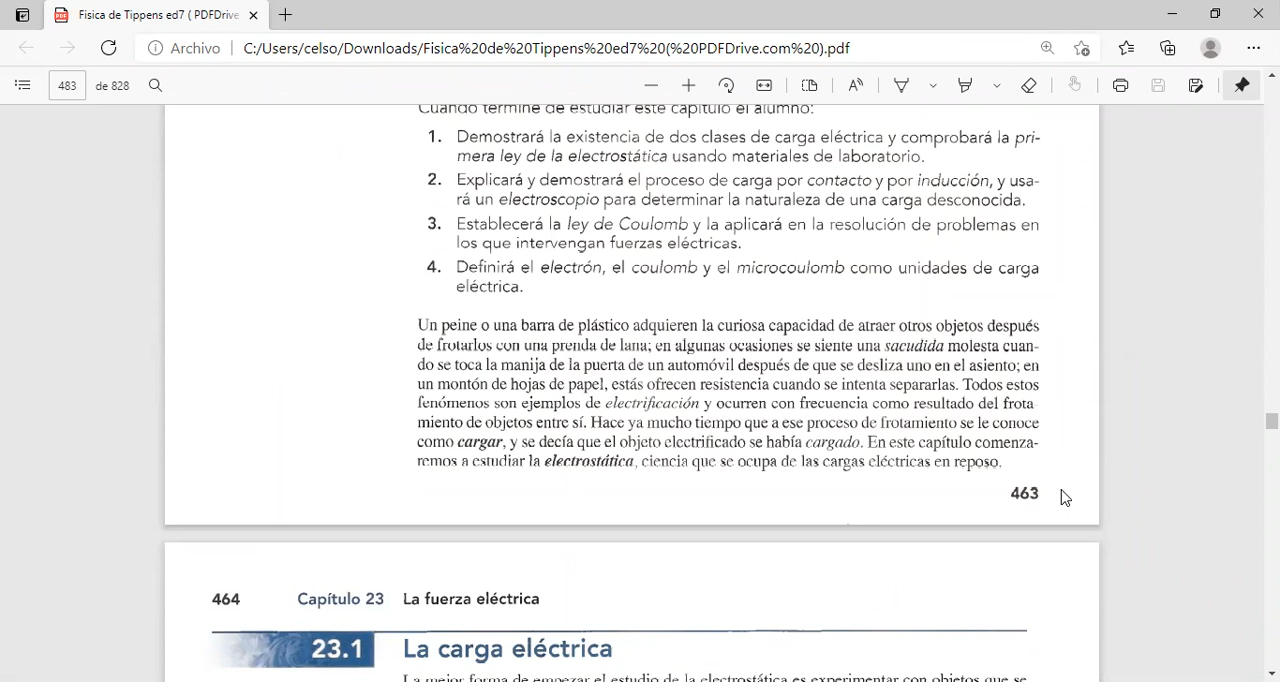 Fisica de Tippens ed7 ( PDFDrive
Archivo
C:/Users/celso/Downloads/Fisica%20de%20Tippens%20ed7%20(%20PDFDrive.com%20).pdf
483 de 828
Cuando termine de estudiar este capítulo el alumno:
1. Demostrará la existencia de dos clases de carga eléctrica y comprobará la pri-
mera ley de la electrostática usando materiales de laboratorio.
2. Explicará y demostrará el proceso de carga por contacto y por inducción, y usa-
rá un electroscopio para determinar la naturaleza de una carga desconocida.
3. Establecerá la ley de Coulomb y la aplicará en la resolución de problemas en
los que intervengan fuerzas eléctricas.
4. Definirá el electrón, el coulomb y el microcoulomb como unidades de carga
eléctrica.
Un peine o una barra de plástico adquieren la curiosa capacidad de atraer otros objetos después
de frotarlos con una prenda de lana; en algunas ocasiones se siente una sacudida molesta cuan-
do se toca la manija de la puerta de un automóvil después de que se desliza uno en el asiento; en
un montón de hojas de papel, estás ofrecen resistencia cuando se intenta separarlas. Todos estos
fenómenos son ejemplos de electrificación y ocurren con frecuencia como resultado del frota
miento de objetos entre sí. Hace ya mucho tiempo que a ese proceso de frotamiento se le conoce
como cargar, y se decía que el objeto electrificado se había cargado. En este capítulo comenza-
remos a estudiar la electrostática, ciencia que se ocupa de las cargas eléctricas en reposo.
463
464 Capítulo 23 La fuerza eléctrica
23.1 La carga eléctrica
La mejor forma de empezar el estudio de la electrostática es experimentar con objetos que se